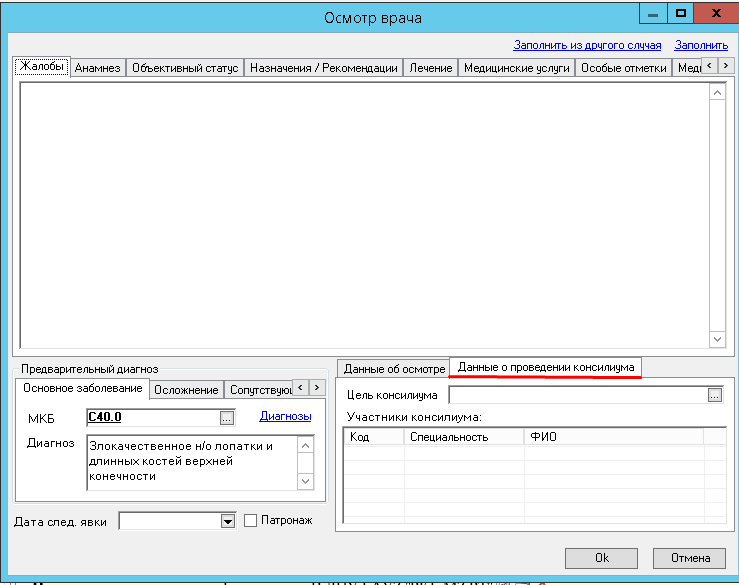 Осмотр врача
Заполнить из другого случая Заполнить
Жалобы Анамнез Объективный статус Назначения / Рекомендации Лечение Медицинские услуги Особые отметки Меді
Предварительный диагноз
Основное заболевание Осложнение Сопутствующ
МКБ C40.0 Диагнозы
Диагноз Злокачественное н/о лопатки и
длинных костей верхней
конечности
Дата след. явки Патронаж
Данные об осмотре Данные о проведении консилиума
Цель консилиума
Участники консилиума:
Код Специальность ФИО
Ok Отмена